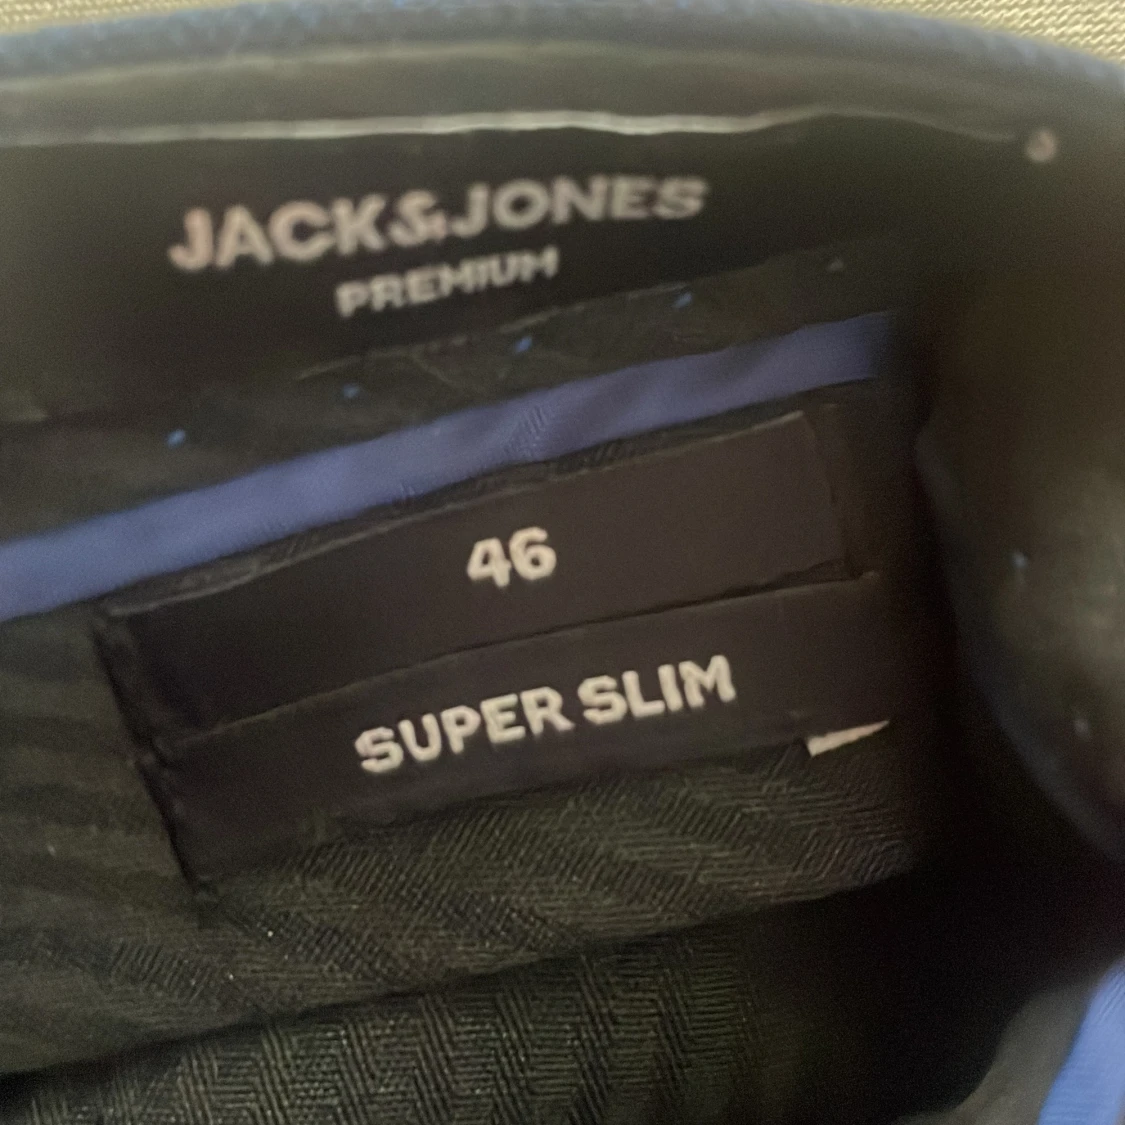 JACK&JONES
PREMIUM
46
SUPER SLIM